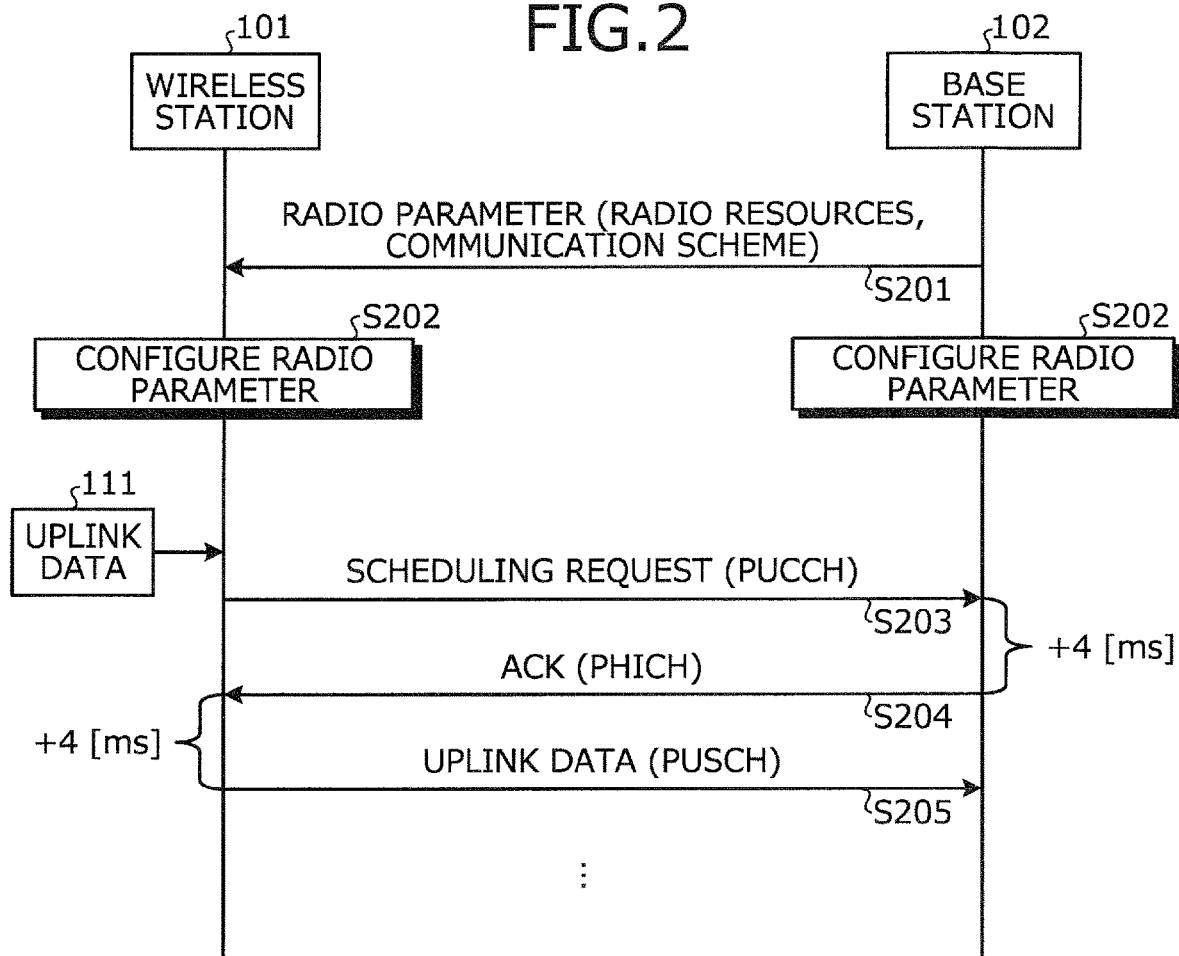 FIG.2
101
102
WIRELESS
STATION
BASE
STATION
RADIO PARAMETER (RADIO RESOURCES,
COMMUNICATION SCHEME)
S201
S202
S202
CONFIGURE RADIO
PARAMETER
CONFIGURE RADIO
PARAMETER
111
UPLINK
DATA
SCHEDULING REQUEST (PUCCH)
S203
+4 [ms]
ACK (PHICH)
S204
+4 [ms]
UPLINK DATA (PUSCH)
S205
⋮